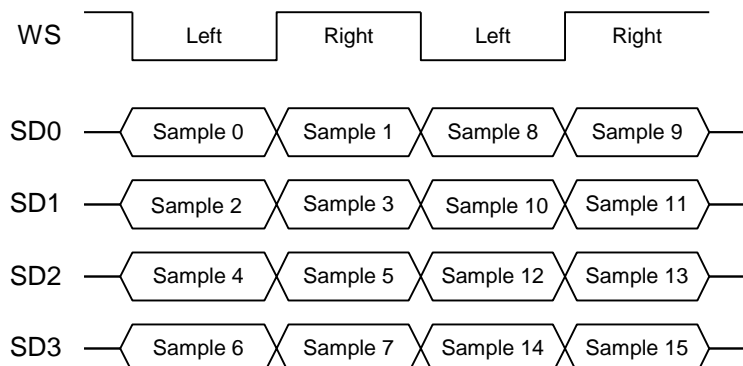 WS Left Right Left Right
SD0 Sample 0 Sample 1 Sample 8 Sample 9
SD1 Sample 2 Sample 3 Sample 10 Sample 11
SD2 Sample 4 Sample 5 Sample 12 Sample 13
SD3 Sample 6 Sample 7 Sample 14 Sample 15